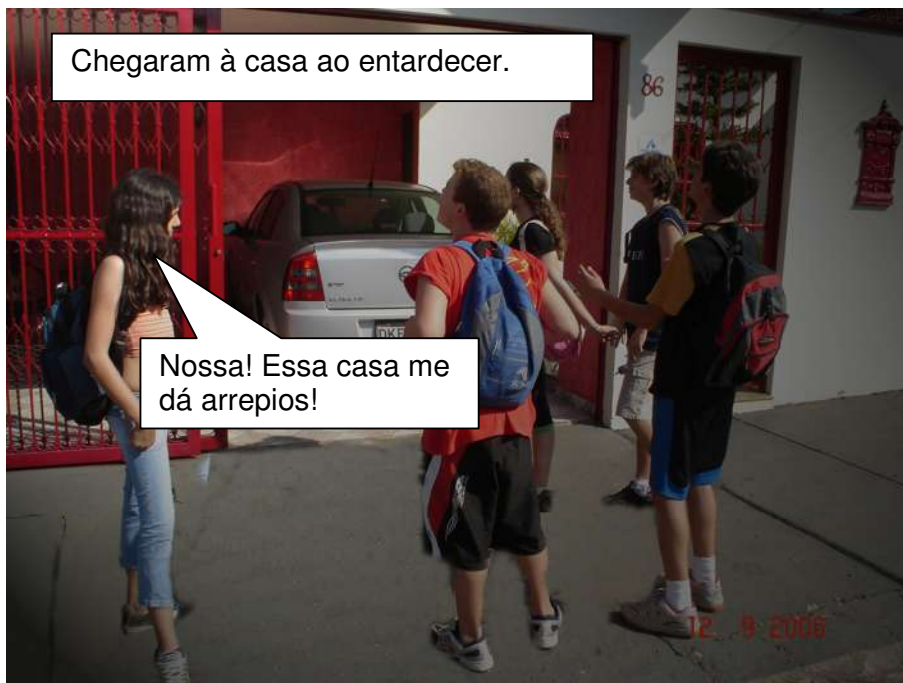 Chegaram à casa ao entardecer.
86
Nossa! Essa casa me
dá arrepios!
12 9 2006